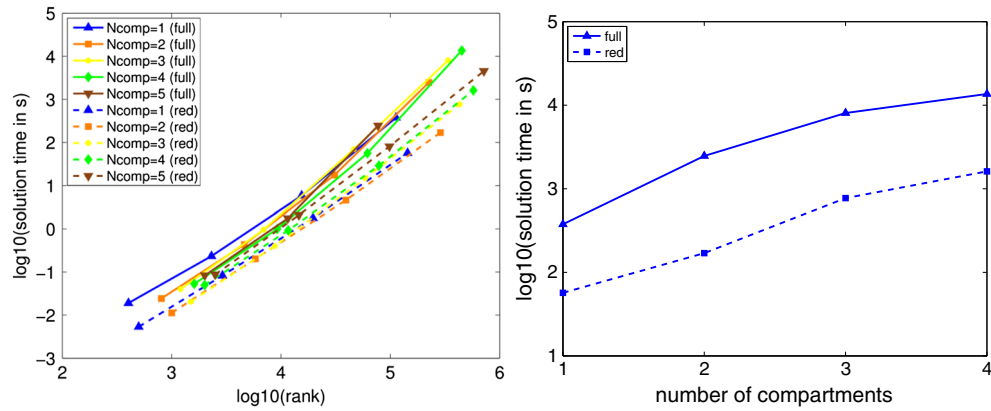 Ncomp=1 (full)
Ncomp=2 (full)
Ncomp=3 (full)
Ncomp=4 (full)
Ncomp=5 (full)
Ncomp=1 (red)
Ncomp=2 (red)
Ncomp=3 (red)
Ncomp=4 (red)
Ncomp=5 (red)
log10(solution time in s)
5
4
3
2
1
0
−1
−2
−3
2
3
4
5
6
log10(rank)
full
red
log10(solution time in s)
5
4
3
2
1
1
2
3
4
number of compartments